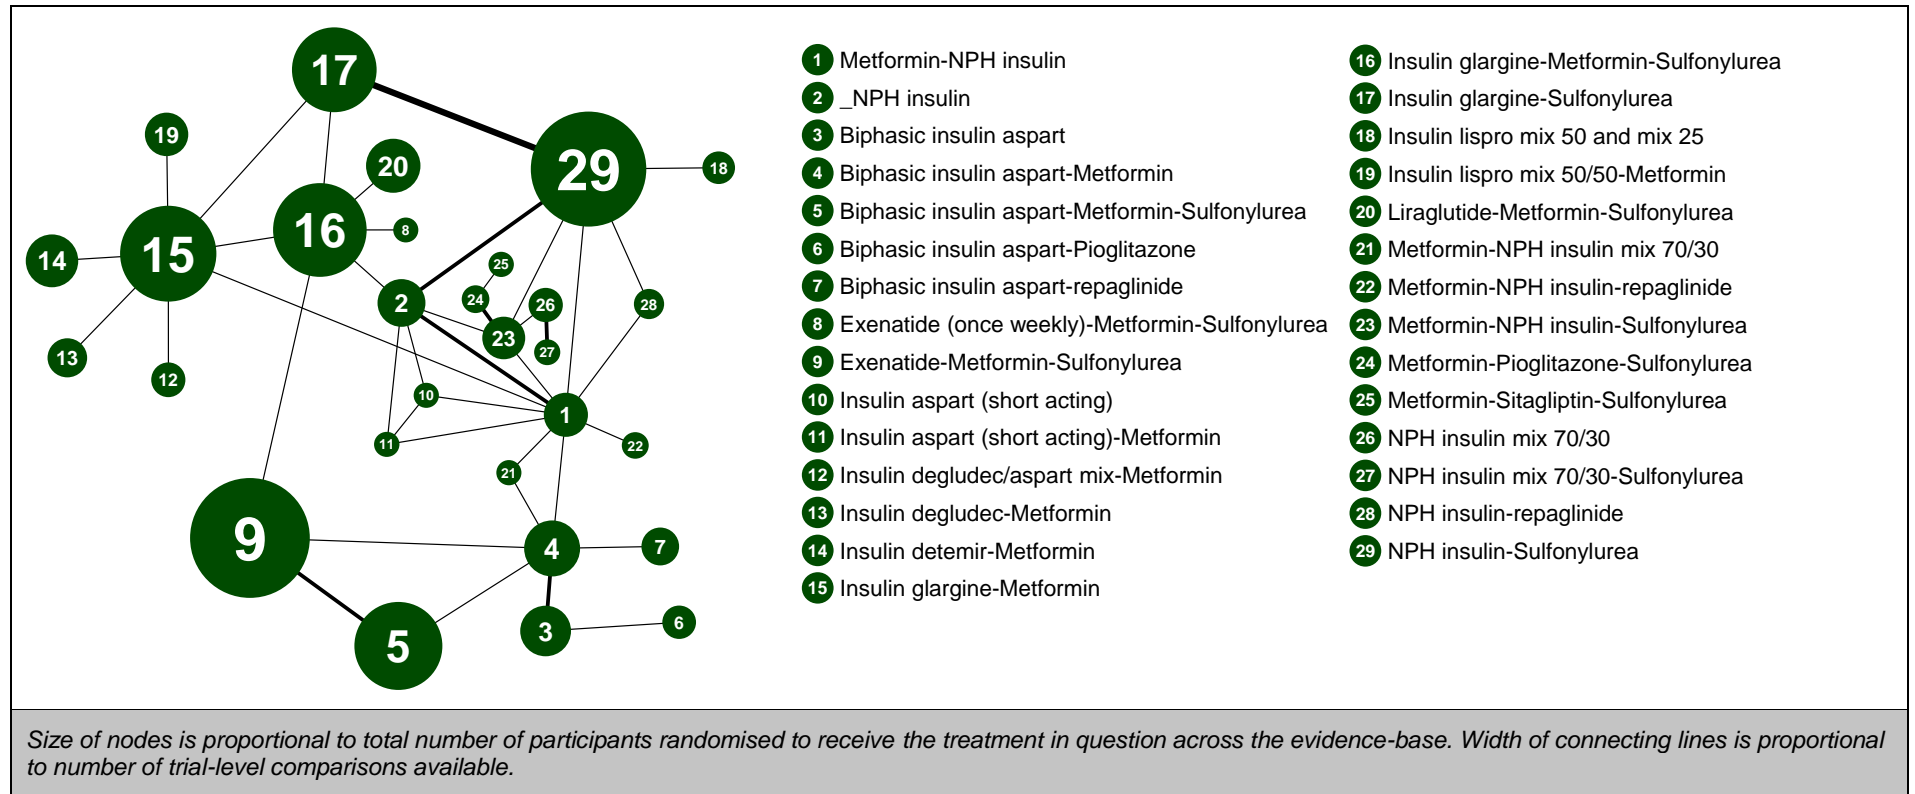 17
29
19
20
18
16
15
8
14
25
2
24
26
28
23
27
13
12
10
1
11
22
21
9
4
7
5
3
6
1 Metformin-NPH insulin
2 _NPH insulin
3 Biphasic insulin aspart
4 Biphasic insulin aspart-Metformin
5 Biphasic insulin aspart-Metformin-Sulfonylurea
6 Biphasic insulin aspart-Pioglitazone
7 Biphasic insulin aspart-repaglinide
8 Exenatide (once weekly)-Metformin-Sulfonylurea
9 Exenatide-Metformin-Sulfonylurea
10 Insulin aspart (short acting)
11 Insulin aspart (short acting)-Metformin
12 Insulin degludec/aspart mix-Metformin
13 Insulin degludec-Metformin
14 Insulin detemir-Metformin
15 Insulin glargine-Metformin
16 Insulin glargine-Metformin-Sulfonylurea
17 Insulin glargine-Sulfonylurea
18 Insulin lispro mix 50 and mix 25
19 Insulin lispro mix 50/50-Metformin
20 Liraglutide-Metformin-Sulfonylurea
21 Metformin-NPH insulin mix 70/30
22 Metformin-NPH insulin-repaglinide
23 Metformin-NPH insulin-Sulfonylurea
24 Metformin-Pioglitazone-Sulfonylurea
25 Metformin-Sitagliptin-Sulfonylurea
26 NPH insulin mix 70/30
27 NPH insulin mix 70/30-Sulfonylurea
28 NPH insulin-repaglinide
29 NPH insulin-Sulfonylurea
Size of nodes is proportional to total number of participants randomised to receive the treatment in question across the evidence-base. Width of connecting lines is proportional
to number of trial-level comparisons available.